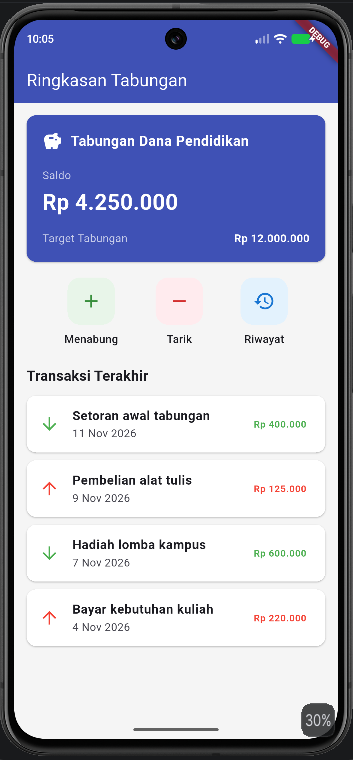 10:05
DEBUG
Ringkasan Tabungan
Tabungan Dana Pendidikan
Saldo
Rp 4.250.000
Target Tabungan Rp 12.000.000
Menabung Tarik Riwayat
Transaksi Terakhir
Setoran awal tabungan
11 Nov 2026
Rp 400.000
Pembelian alat tulis
9 Nov 2026
Rp 125.000
Hadiah lomba kampus
7 Nov 2026
Rp 600.000
Bayar kebutuhan kuliah
4 Nov 2026
Rp 220.000
30%